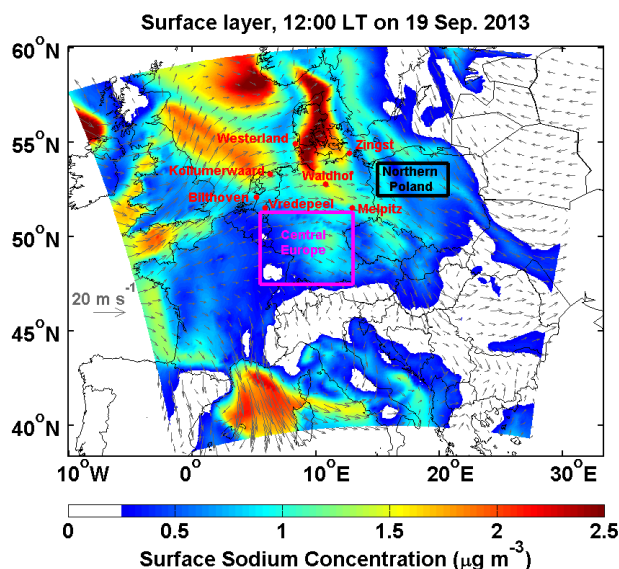 Surface layer, 12:00 LT on 19 Sep. 2013
60°N
55°N
Westerland
Zingst
Kollumerwaard
Waldhof
Northern
Poland
Bilthoven
Vredepeel
Melpitz
50°N
Central
Europe
20 m s⁻¹
45°N
40°N
10°W
0°
10°E
20°E
30°E
0
0.5
1
1.5
2
2.5
Surface Sodium Concentration (μg m⁻³)